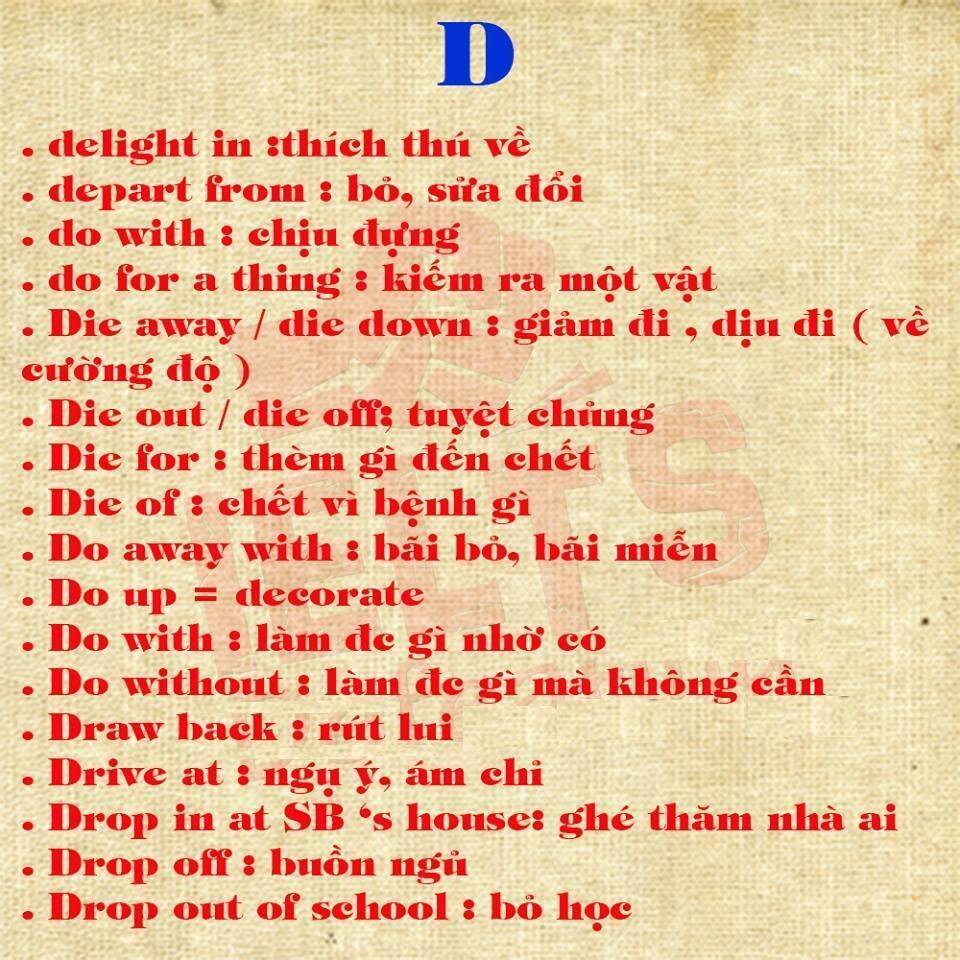 D
. delight in :thích thú về
. depart from : bỏ, sửa đổi
. do with : chịu đựng
. do for a thing : kiếm ra một vật
. Die away / die down : giảm đi , dịu đi ( về
cường độ )
. Die out / die off; tuyệt chủng
. Die for : thèm gì đến chết
. Die of : chết vì bệnh gì
. Do away with : bãi bỏ, bãi miễn
. Do up = decorate
. Do with : làm đc gì nhờ có
. Do without : làm đc gì mà không cần
. Draw back : rút lui
. Drive at : ngụ ý, ám chỉ
. Drop in at SB ‘s house: ghé thăm nhà ai
. Drop off : buồn ngủ
. Drop out of school : bỏ học
IELTS